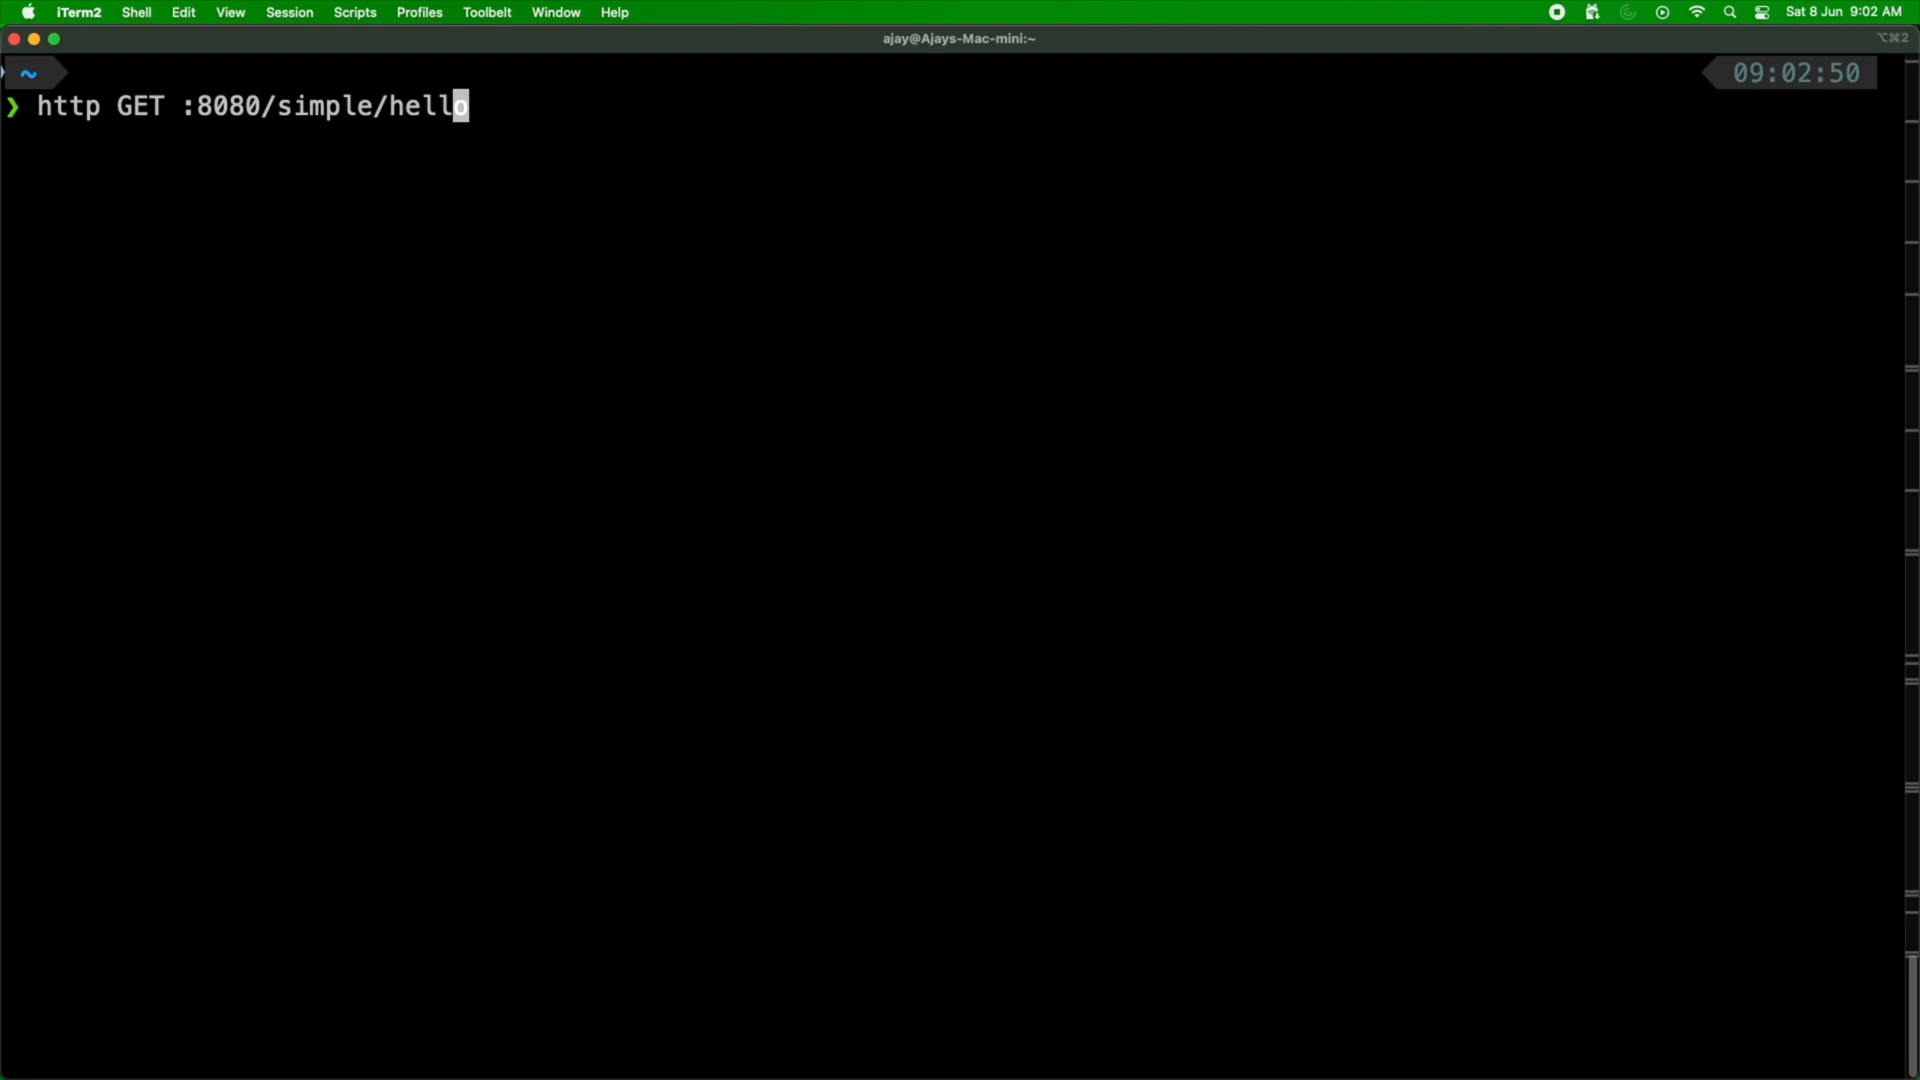 iTerm2 Shell Edit View Session Scripts Profiles Toolbelt Window Help Sat 8 Jun 9:02 AM
ajay@Ajays-Mac-mini:~ ⌥⌘2
~ 09:02:50
❯ http GET :8080/simple/hello